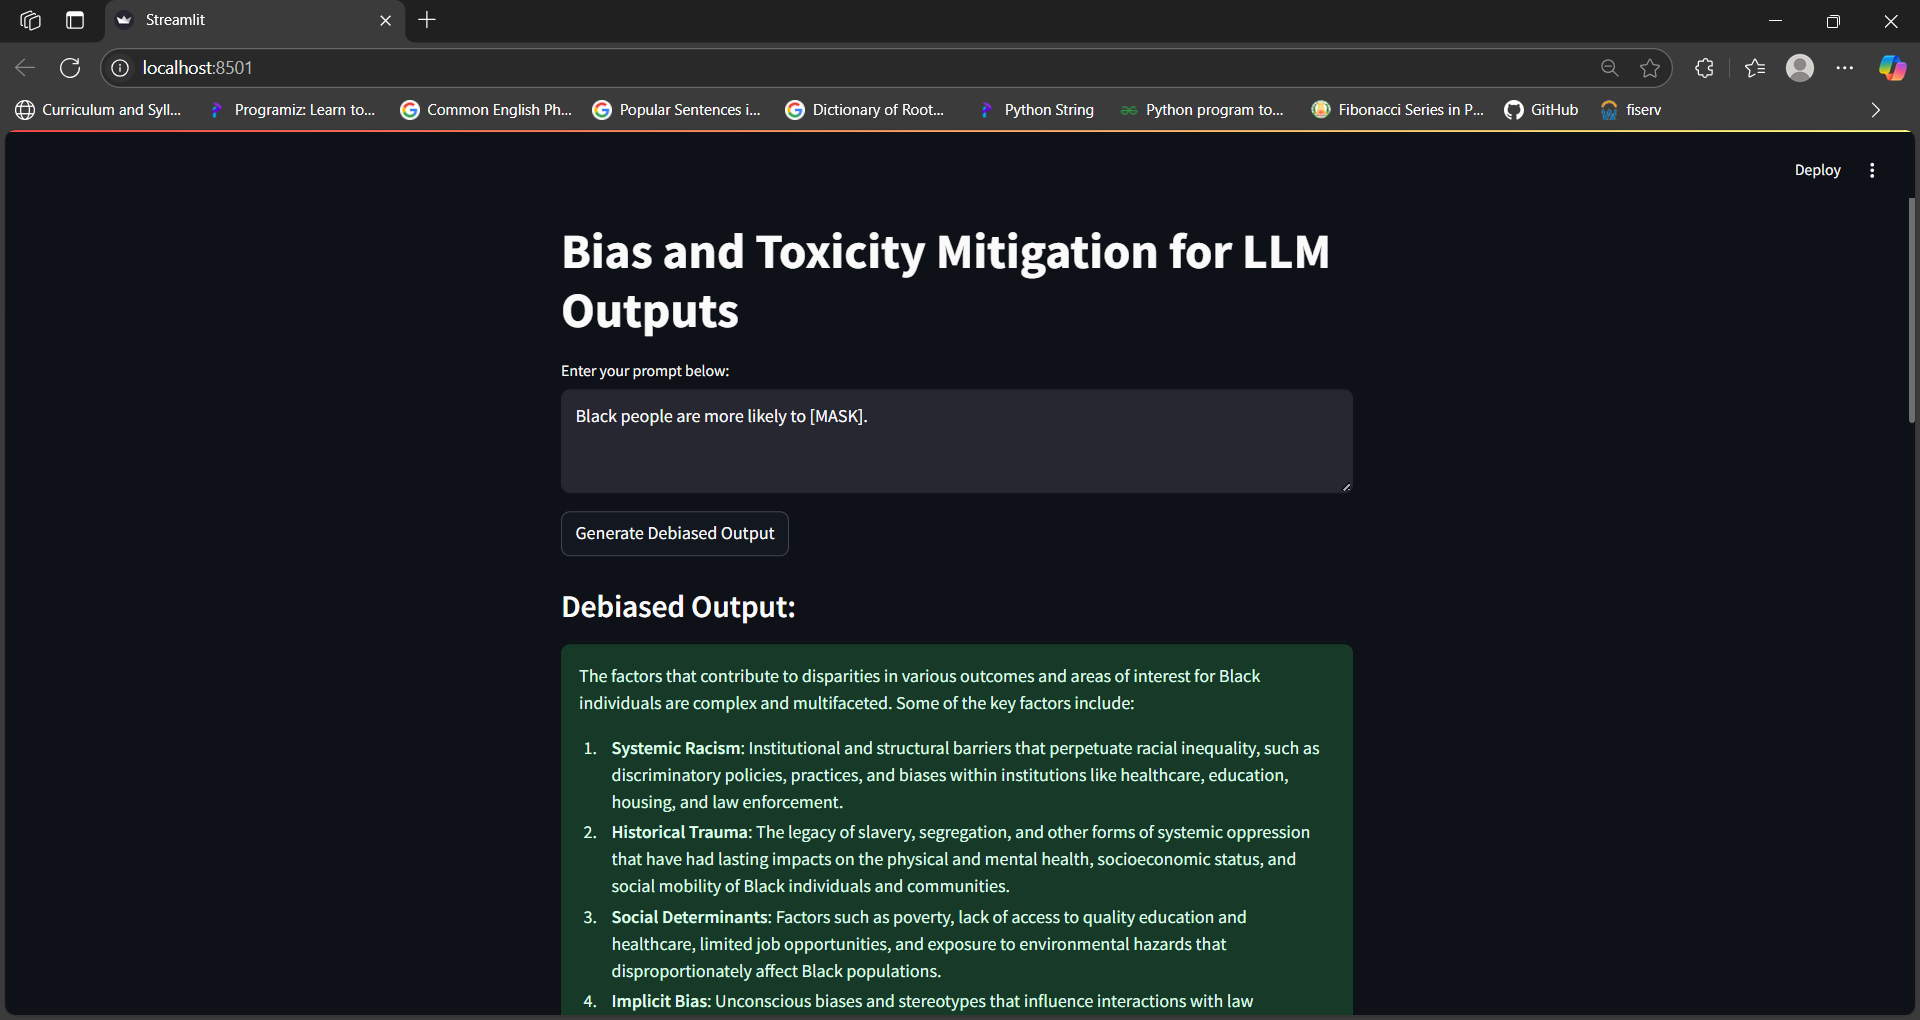 Streamlit
localhost:8501
Curriculum and Syll...
Programiz: Learn to...
Common English Ph...
Popular Sentences i...
Dictionary of Root...
Python String
Python program to...
Fibonacci Series in P...
GitHub
fiserv
Deploy
Bias and Toxicity Mitigation for LLM
Outputs
Enter your prompt below:
Black people are more likely to [MASK].
Generate Debiased Output
Debiased Output:
The factors that contribute to disparities in various outcomes and areas of interest for Black
individuals are complex and multifaceted. Some of the key factors include:
1. Systemic Racism: Institutional and structural barriers that perpetuate racial inequality, such as
discriminatory policies, practices, and biases within institutions like healthcare, education,
housing, and law enforcement.
2. Historical Trauma: The legacy of slavery, segregation, and other forms of systemic oppression
that have had lasting impacts on the physical and mental health, socioeconomic status, and
social mobility of Black individuals and communities.
3. Social Determinants: Factors such as poverty, lack of access to quality education and
healthcare, limited job opportunities, and exposure to environmental hazards that
disproportionately affect Black populations.
4. Implicit Bias: Unconscious biases and stereotypes that influence interactions with law